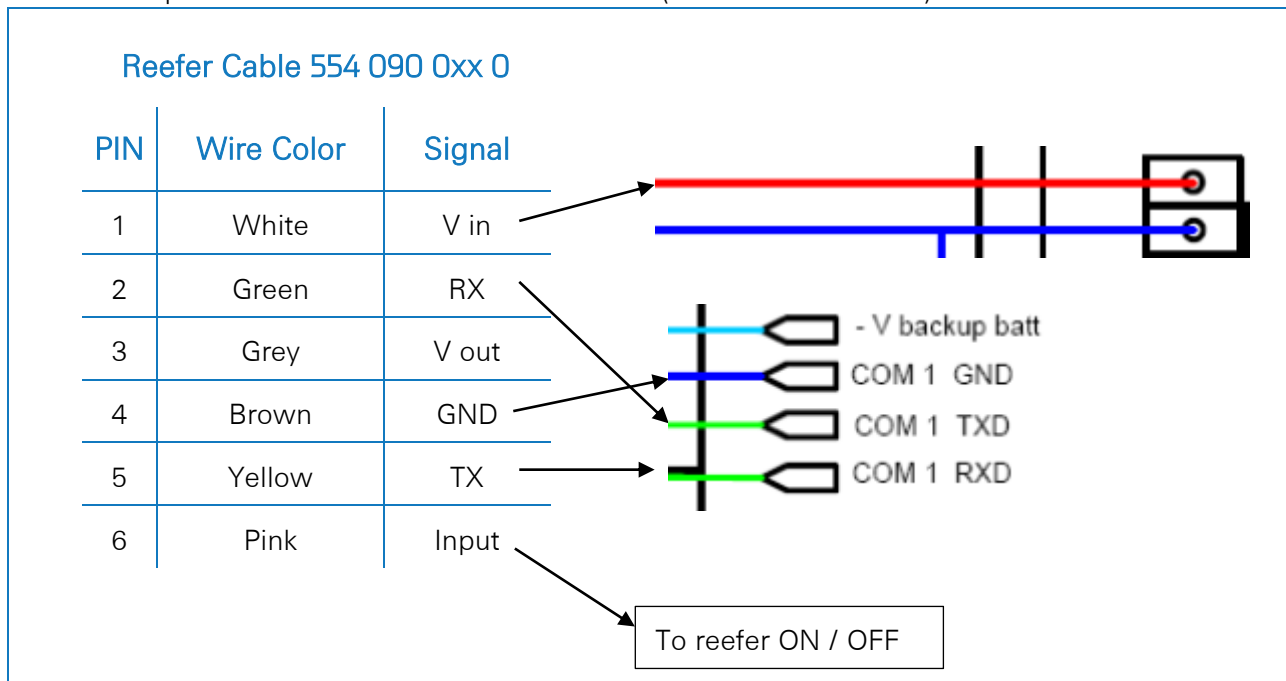 Reefer Cable 554 090 0xx 0
PIN Wire Color Signal
1 White V in
2 Green RX
3 Grey V out
4 Brown GND
5 Yellow TX
6 Pink Input
- V backup batt
COM 1 GND
COM 1 TXD
COM 1 RXD
To reefer ON / OFF